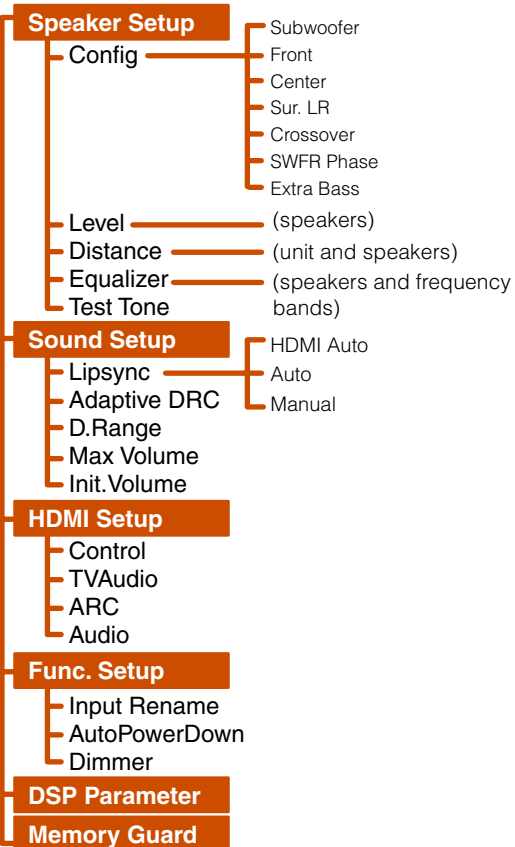 Speaker Setup
Config
Subwoofer
Front
Center
Sur. LR
Crossover
SWFR Phase
Extra Bass
Level
(speakers)
Distance
(unit and speakers)
Equalizer
(speakers and frequency
bands)
Test Tone
Sound Setup
Lipsync
HDMI Auto
Auto
Manual
Adaptive DRC
D.Range
Max Volume
Init.Volume
HDMI Setup
Control
TVAudio
ARC
Audio
Func. Setup
Input Rename
AutoPowerDown
Dimmer
DSP Parameter
Memory Guard